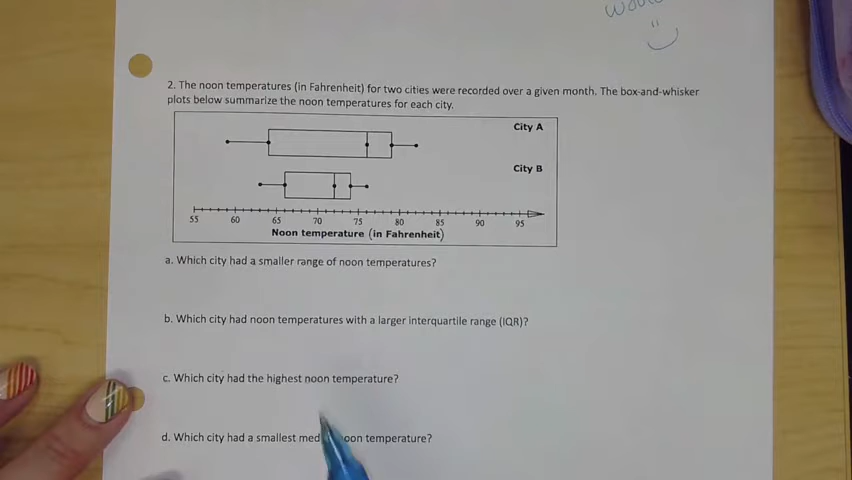 2. The noon temperatures (in Fahrenheit) for two cities were recorded over a given month. The box-and-whisker
plots below summarize the noon temperatures for each city.
City A
City B
55 60 65 70 75 80 85 90 95
Noon temperature (in Fahrenheit)
a. Which city had a smaller range of noon temperatures?
b. Which city had noon temperatures with a larger interquartile range (IQR)?
c. Which city had the highest noon temperature?
d. Which city had a smallest temperature?